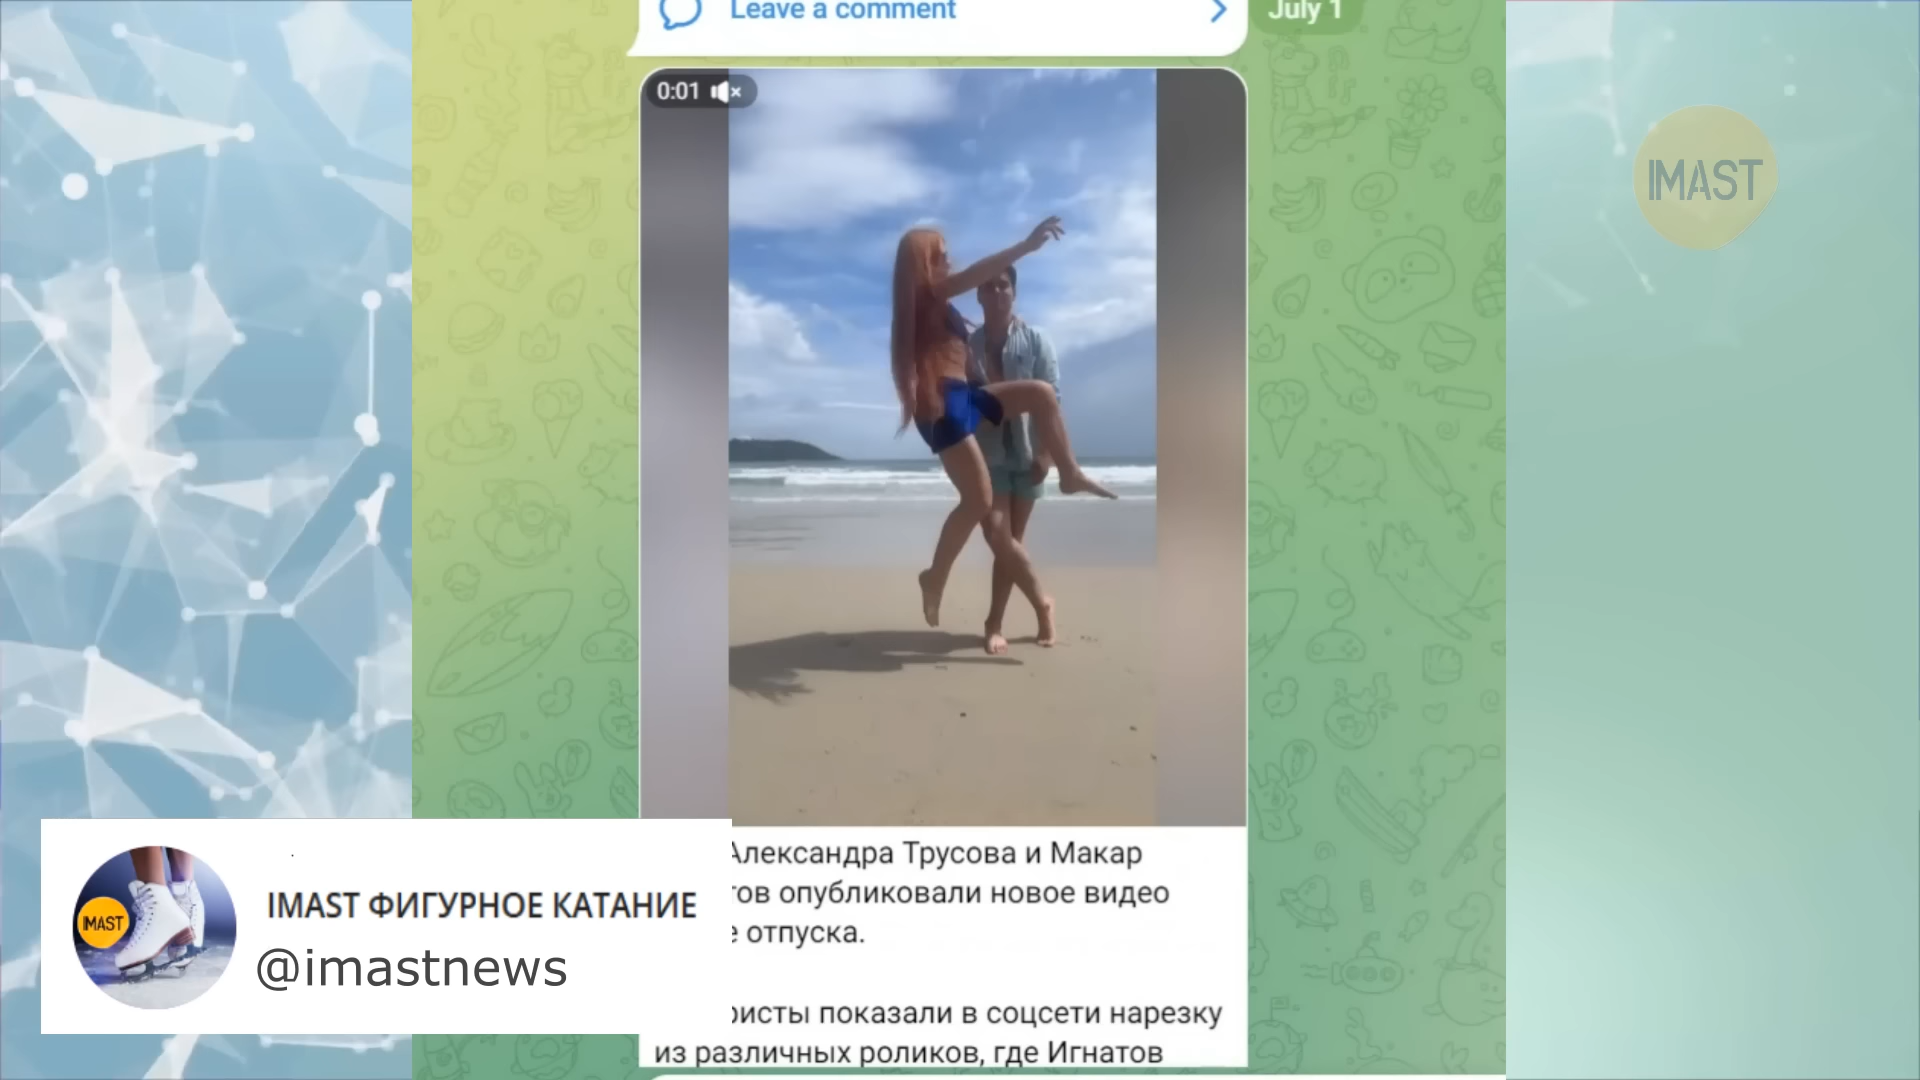 Leave a comment
July 1
0:01
IMAST
Александра Трусова и Макар
тов опубликовали новое видео
е отпуска.
ристы показали в соцсети нарезку
из различных роликов, где Игнатов
IMAST
IMAST ФИГУРНОЕ КАТАНИЕ
@imastnews